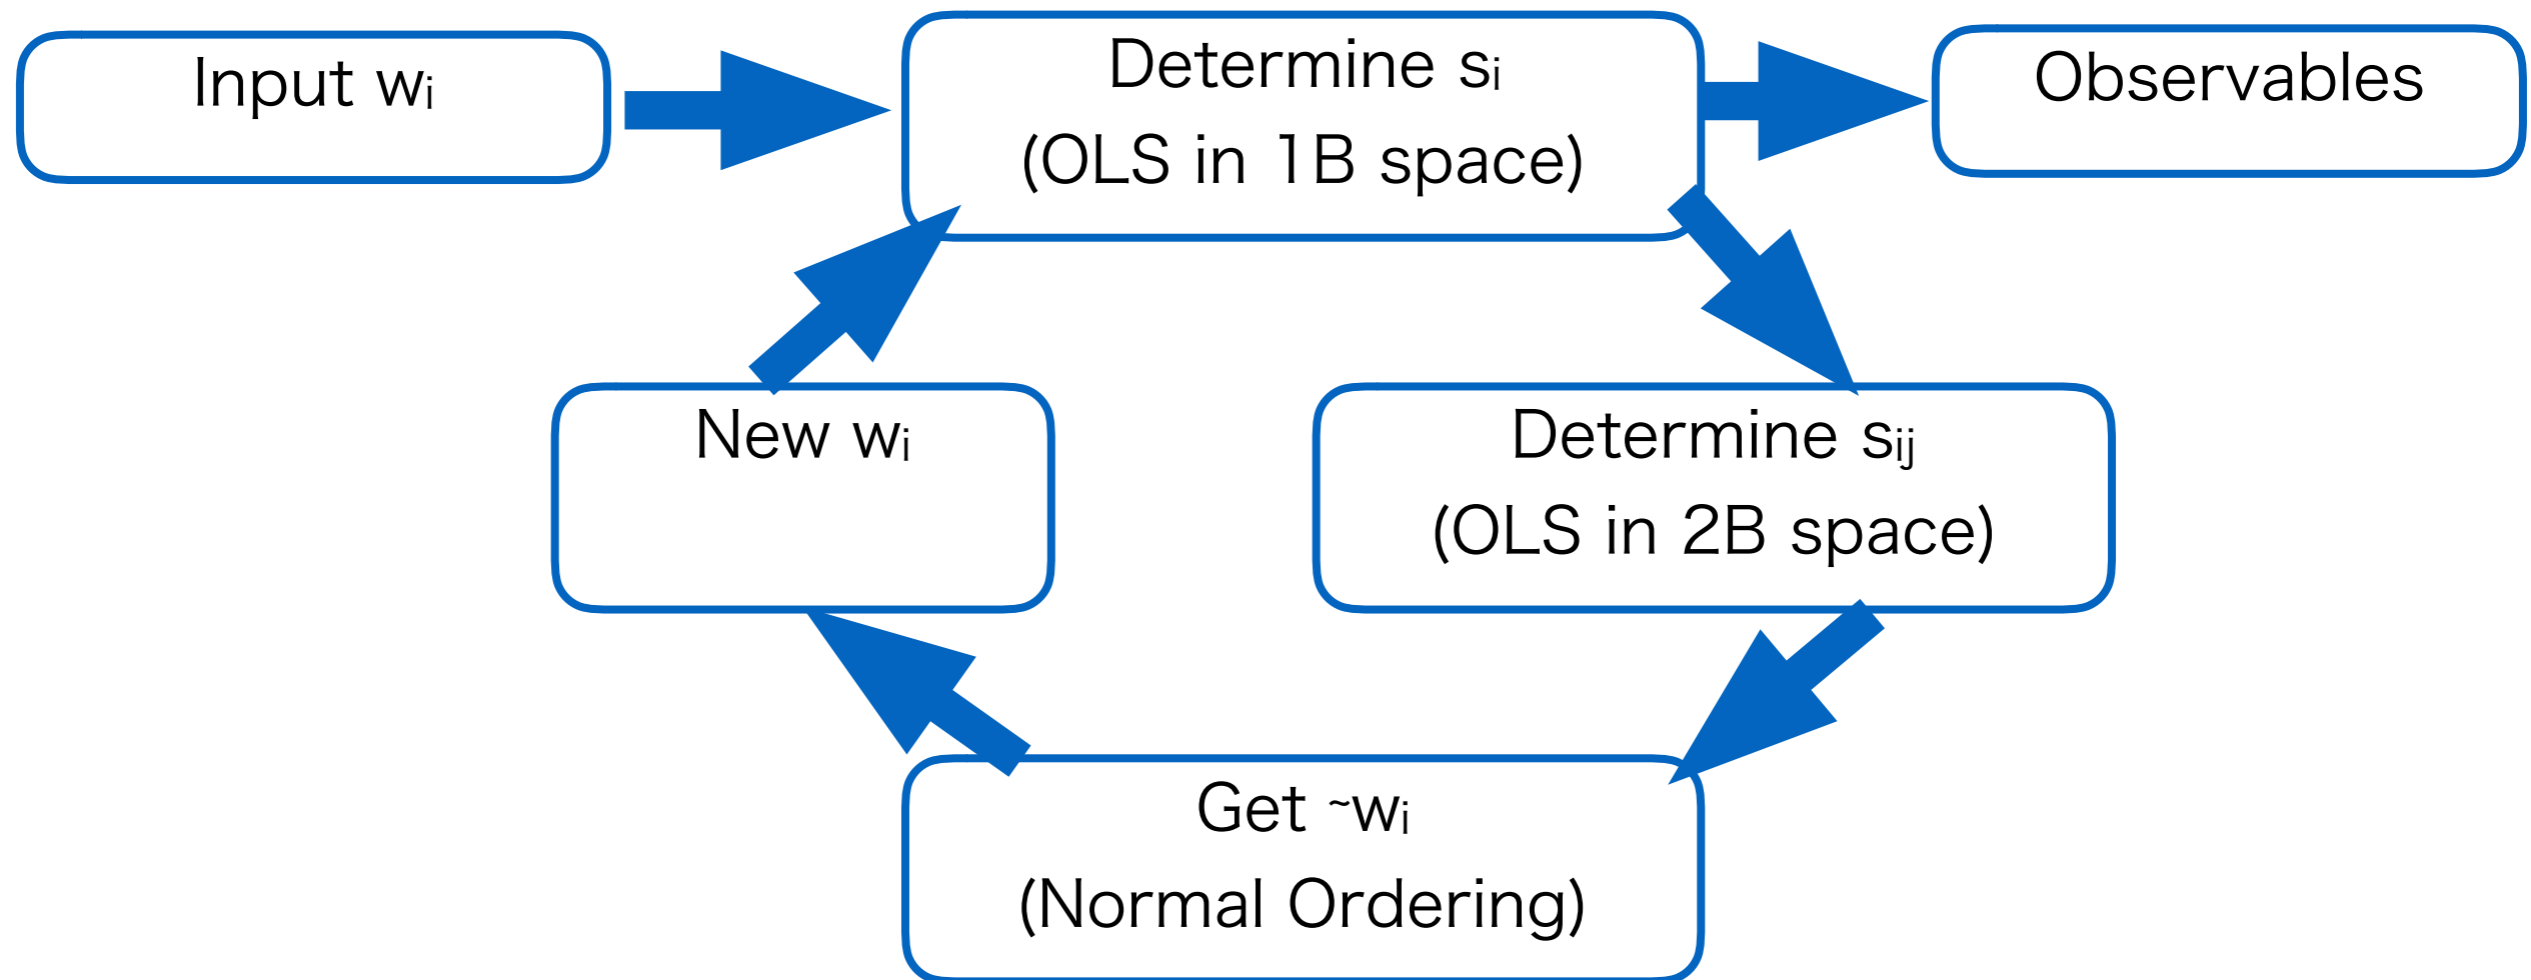 Input wᵢ
Determine sᵢ
(OLS in 1B space)
Observables
New wᵢ
Determine sᵢⱼ
(OLS in 2B space)
Get ~wᵢ
(Normal Ordering)